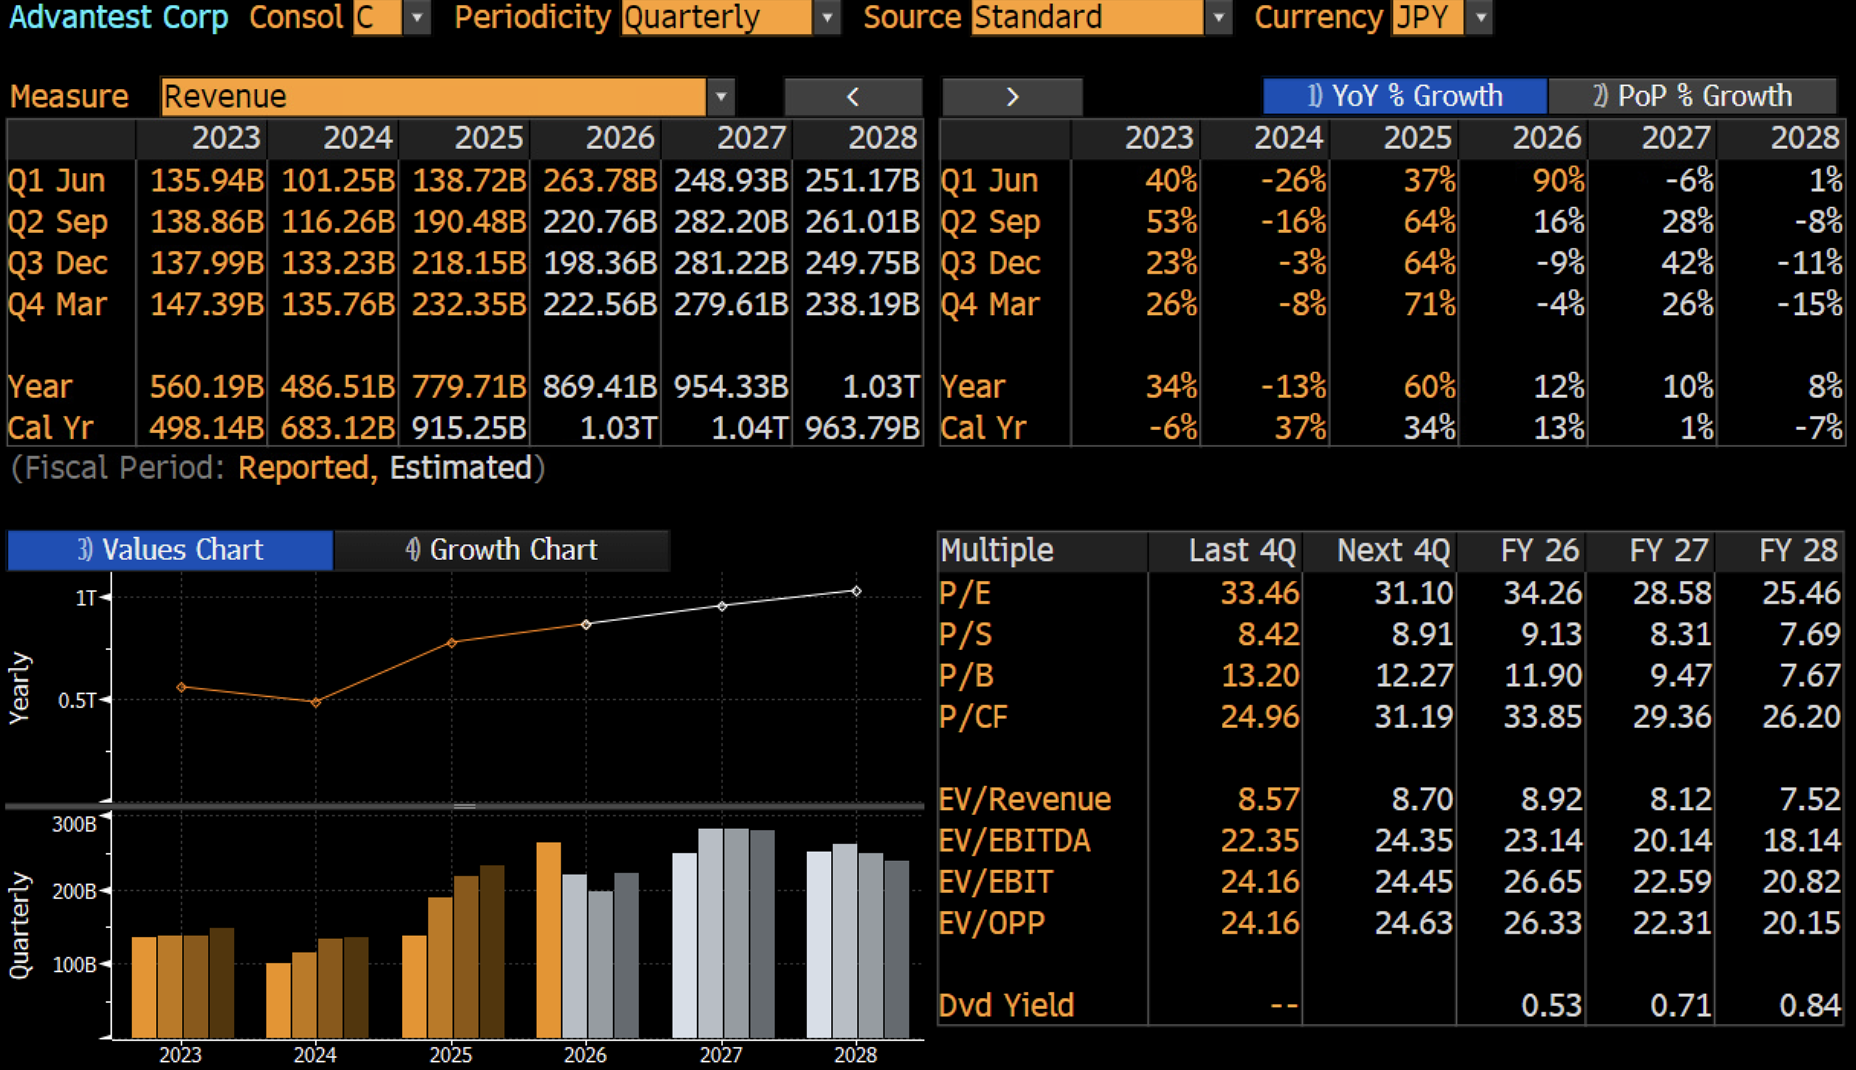 Advantest Corp Consol C Periodicity Quarterly Source Standard Currency JPY
Measure Revenue < > 1) YoY % Growth 2) PoP % Growth
2023 2024 2025 2026 2027 2028 2023 2024 2025 2026 2027 2028
Q1 Jun 135.94B 101.25B 138.72B 263.78B 248.93B 251.17B Q1 Jun 40% -26% 37% 90% -6% 1%
Q2 Sep 138.86B 116.26B 190.48B 220.76B 282.20B 261.01B Q2 Sep 53% -16% 64% 16% 28% -8%
Q3 Dec 137.99B 133.23B 218.15B 198.36B 281.22B 249.75B Q3 Dec 23% -3% 64% -9% 42% -11%
Q4 Mar 147.39B 135.76B 232.35B 222.56B 279.61B 238.19B Q4 Mar 26% -8% 71% -4% 26% -15%
Year 560.19B 486.51B 779.71B 869.41B 954.33B 1.03T Year 34% -13% 60% 12% 10% 8%
Cal Yr 498.14B 683.12B 915.25B 1.03T 1.04T 963.79B Cal Yr -6% 37% 34% 13% 1% -7%
(Fiscal Period: Reported, Estimated)
3) Values Chart 4) Growth Chart
Yearly
1T
0.5T
Quarterly
300B
200B
100B
2023 2024 2025 2026 2027 2028
Multiple Last 4Q Next 4Q FY 26 FY 27 FY 28
P/E 33.46 31.10 34.26 28.58 25.46
P/S 8.42 8.91 9.13 8.31 7.69
P/B 13.20 12.27 11.90 9.47 7.67
P/CF 24.96 31.19 33.85 29.36 26.20
EV/Revenue 8.57 8.70 8.92 8.12 7.52
EV/EBITDA 22.35 24.35 23.14 20.14 18.14
EV/EBIT 24.16 24.45 26.65 22.59 20.82
EV/OPP 24.16 24.63 26.33 22.31 20.15
Dvd Yield -- 0.53 0.71 0.84